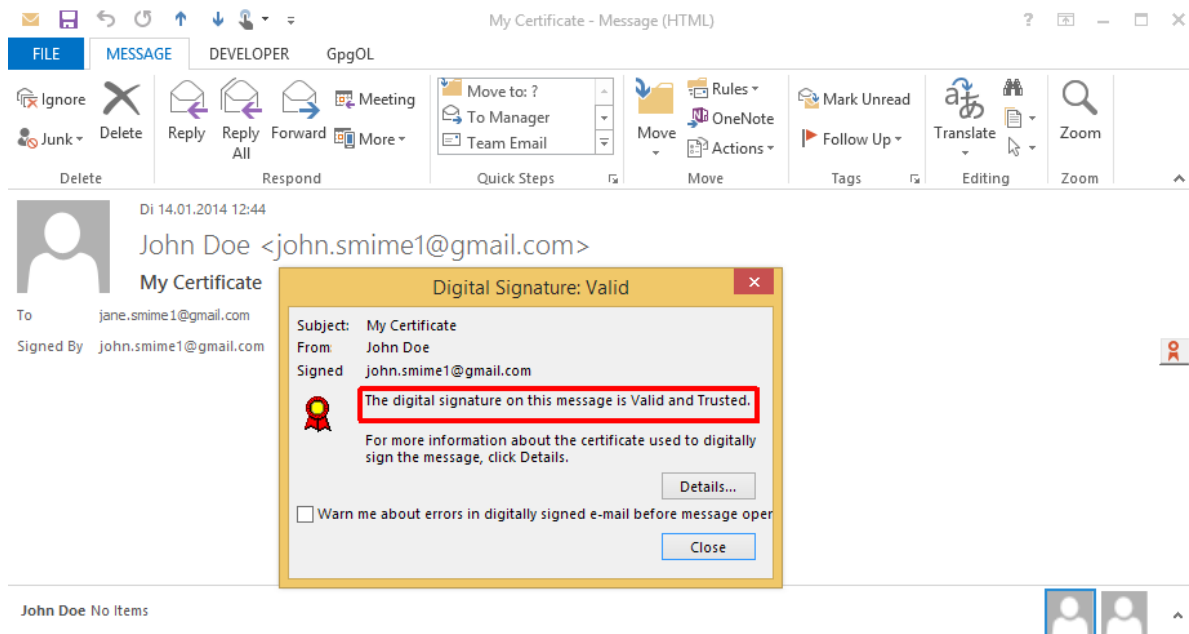 My Certificate - Message (HTML)
?
FILE MESSAGE DEVELOPER GpgOL
Ignore
Junk
Delete
Reply
Reply All
Forward
Meeting
More
Move to: ?
To Manager
Team Email
Move
Rules
OneNote
Actions
Mark Unread
Follow Up
Translate
Zoom
Delete Respond Quick Steps Move Tags Editing Zoom
Di 14.01.2014 12:44
John Doe <john.smime1@gmail.com>
My Certificate
To jane.smime1@gmail.com
Signed By john.smime1@gmail.com
Digital Signature: Valid
Subject: My Certificate
From: John Doe
Signed john.smime1@gmail.com
The digital signature on this message is Valid and Trusted.
For more information about the certificate used to digitally
sign the message, click Details.
Details...
Warn me about errors in digitally signed e-mail before message oper
Close
John Doe No Items